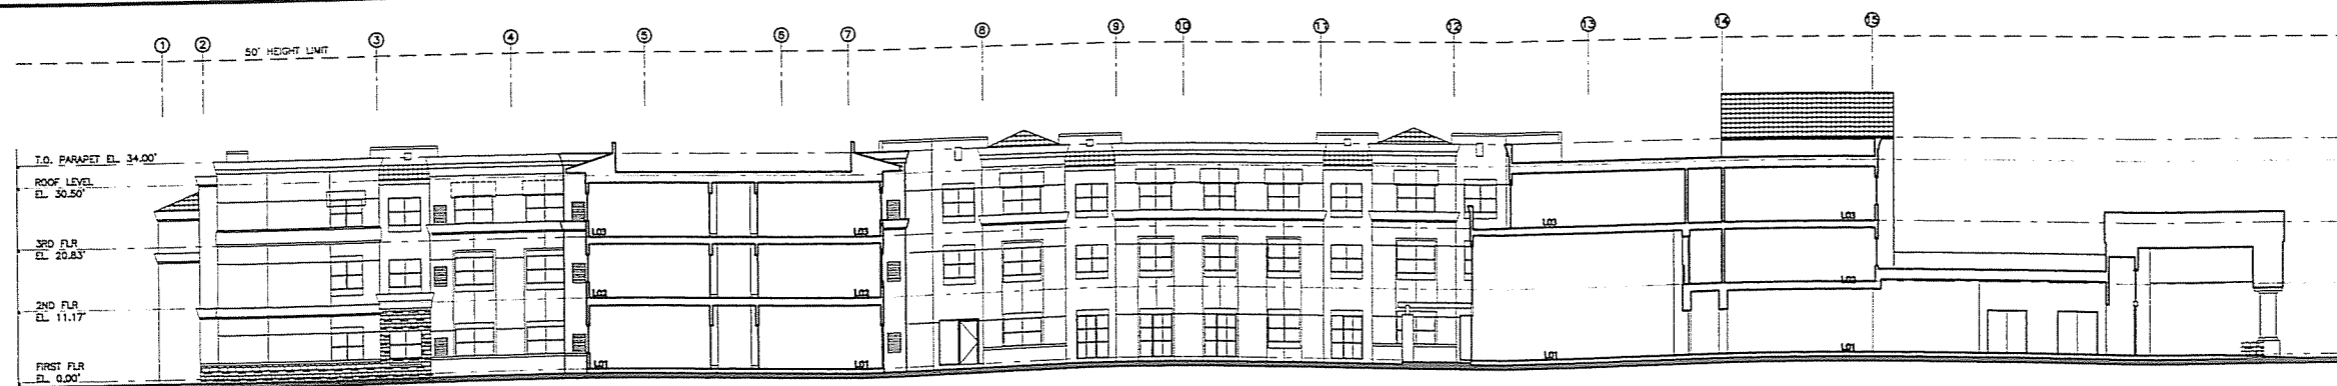 1 2 3 4 5 6 7 8 9 10 11 12 13 14 15
50' HEIGHT LIMIT
T.O. PARAPET EL. 34.00'
ROOF LEVEL
EL. 30.50'
L03 L03 L03 L03
3RD FLR
EL. 20.83'
L02 L02 L02
2ND FLR
EL. 11.17'
L01 L01 L01 L01
FIRST FLR
EL. 0.00'